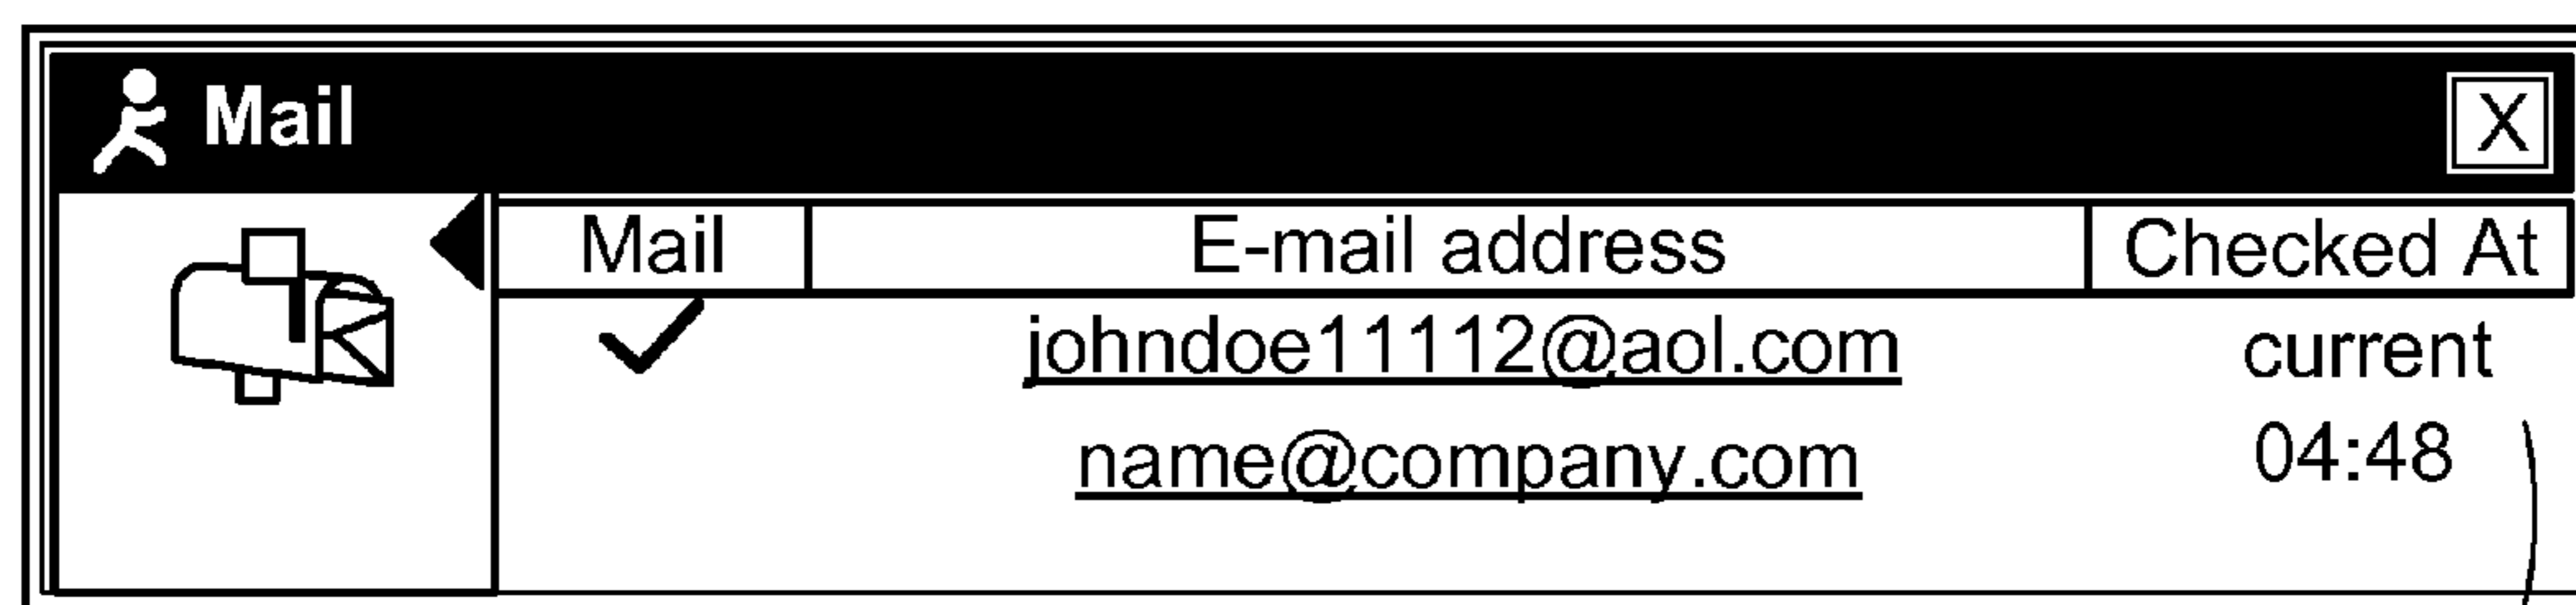 Mail X
Mail E-mail address Checked At
johndoe11112@aol.com current
name@company.com 04:48